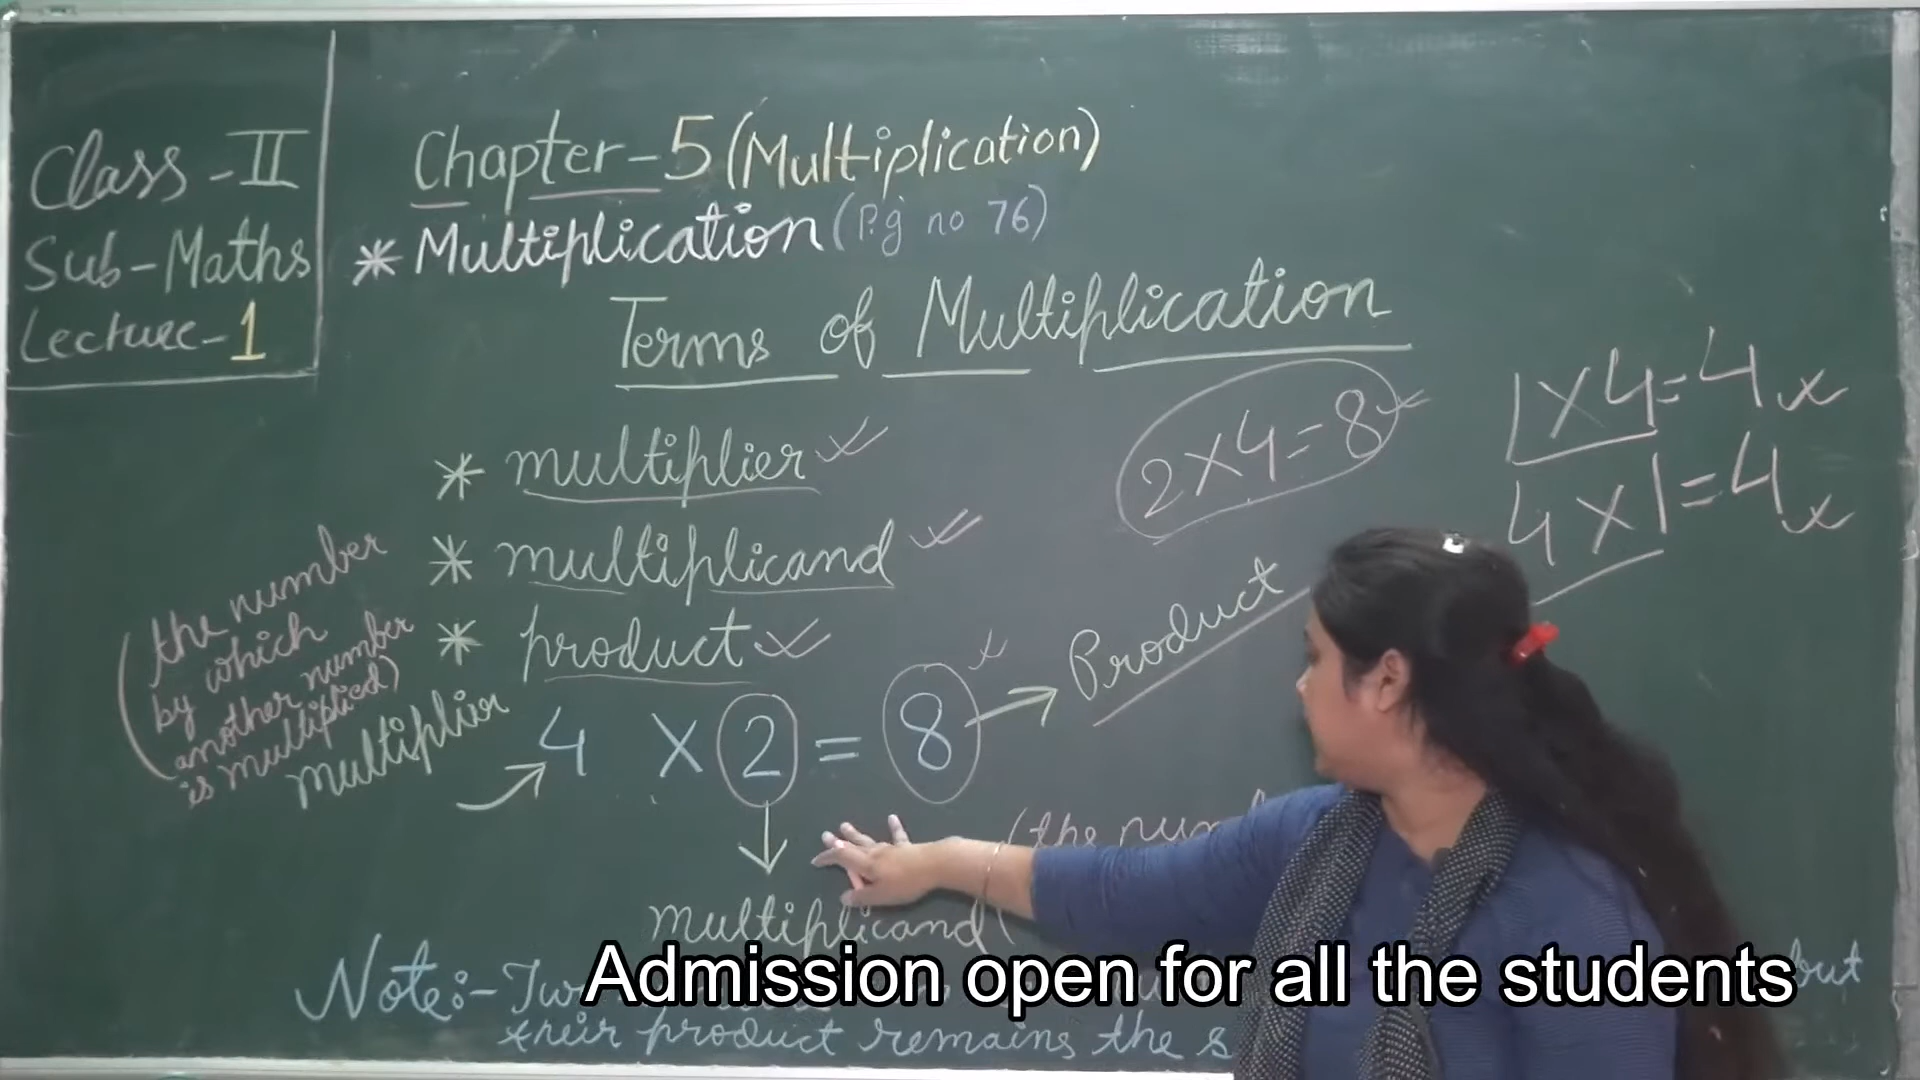 Class - II
Sub - Maths
Lecture - 1
Chapter - 5 (Multiplication)
* Multiplication (Pg no 76)
Terms of Multiplication
* multiplier
* multiplicand
* product
2 X 4 = 8
1 X 4 = 4
4 X 1 = 4
(the number
by which
another number
is multiplied)
multiplier
4 X 2 = 8
Product
(the
multiplicand
Note:-
but
their product remains the
Admission open for all the students